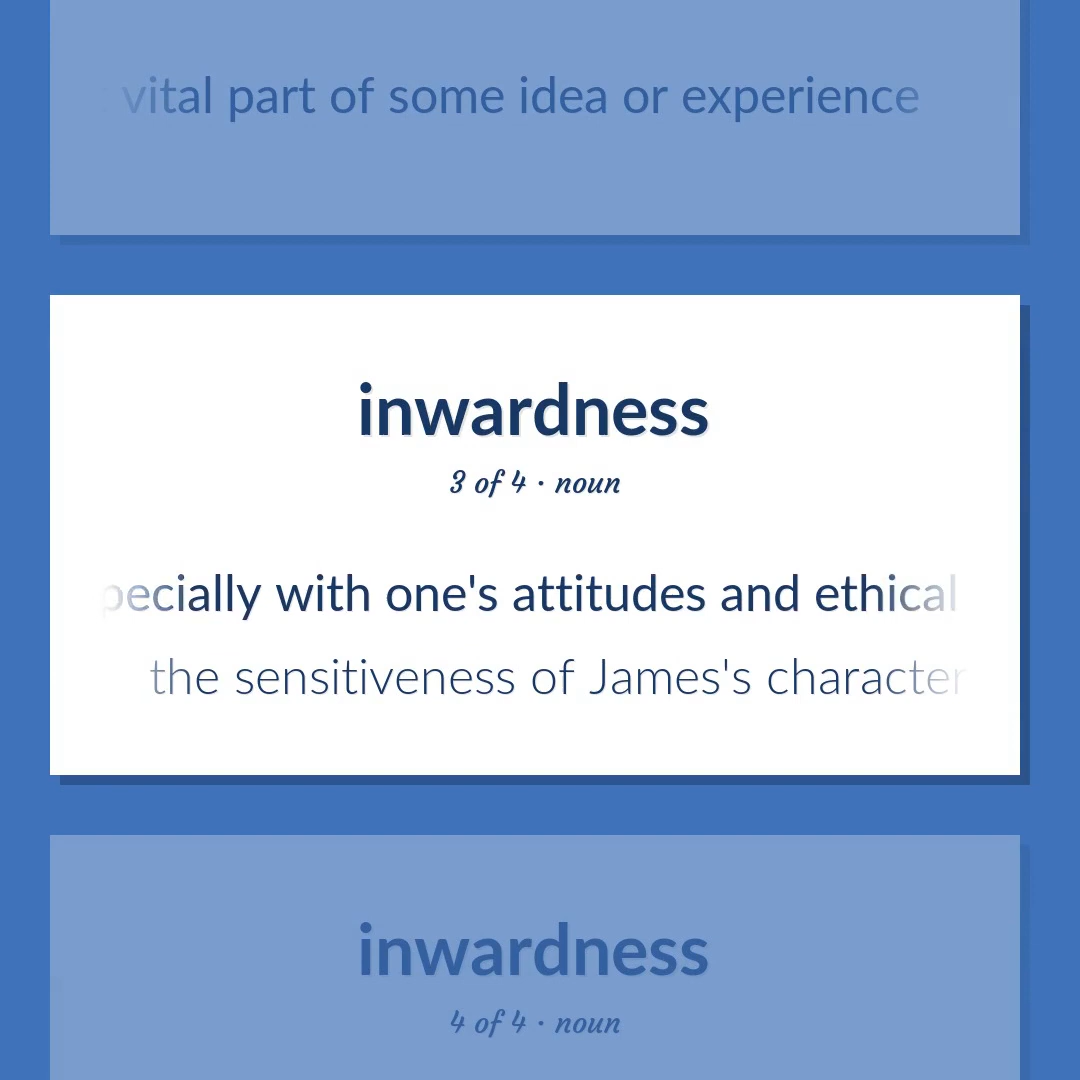 vital part of some idea or experience
inwardness
3 of 4 · noun
pecially with one's attitudes and ethical
the sensitiveness of James's character
inwardness
4 of 4 · noun